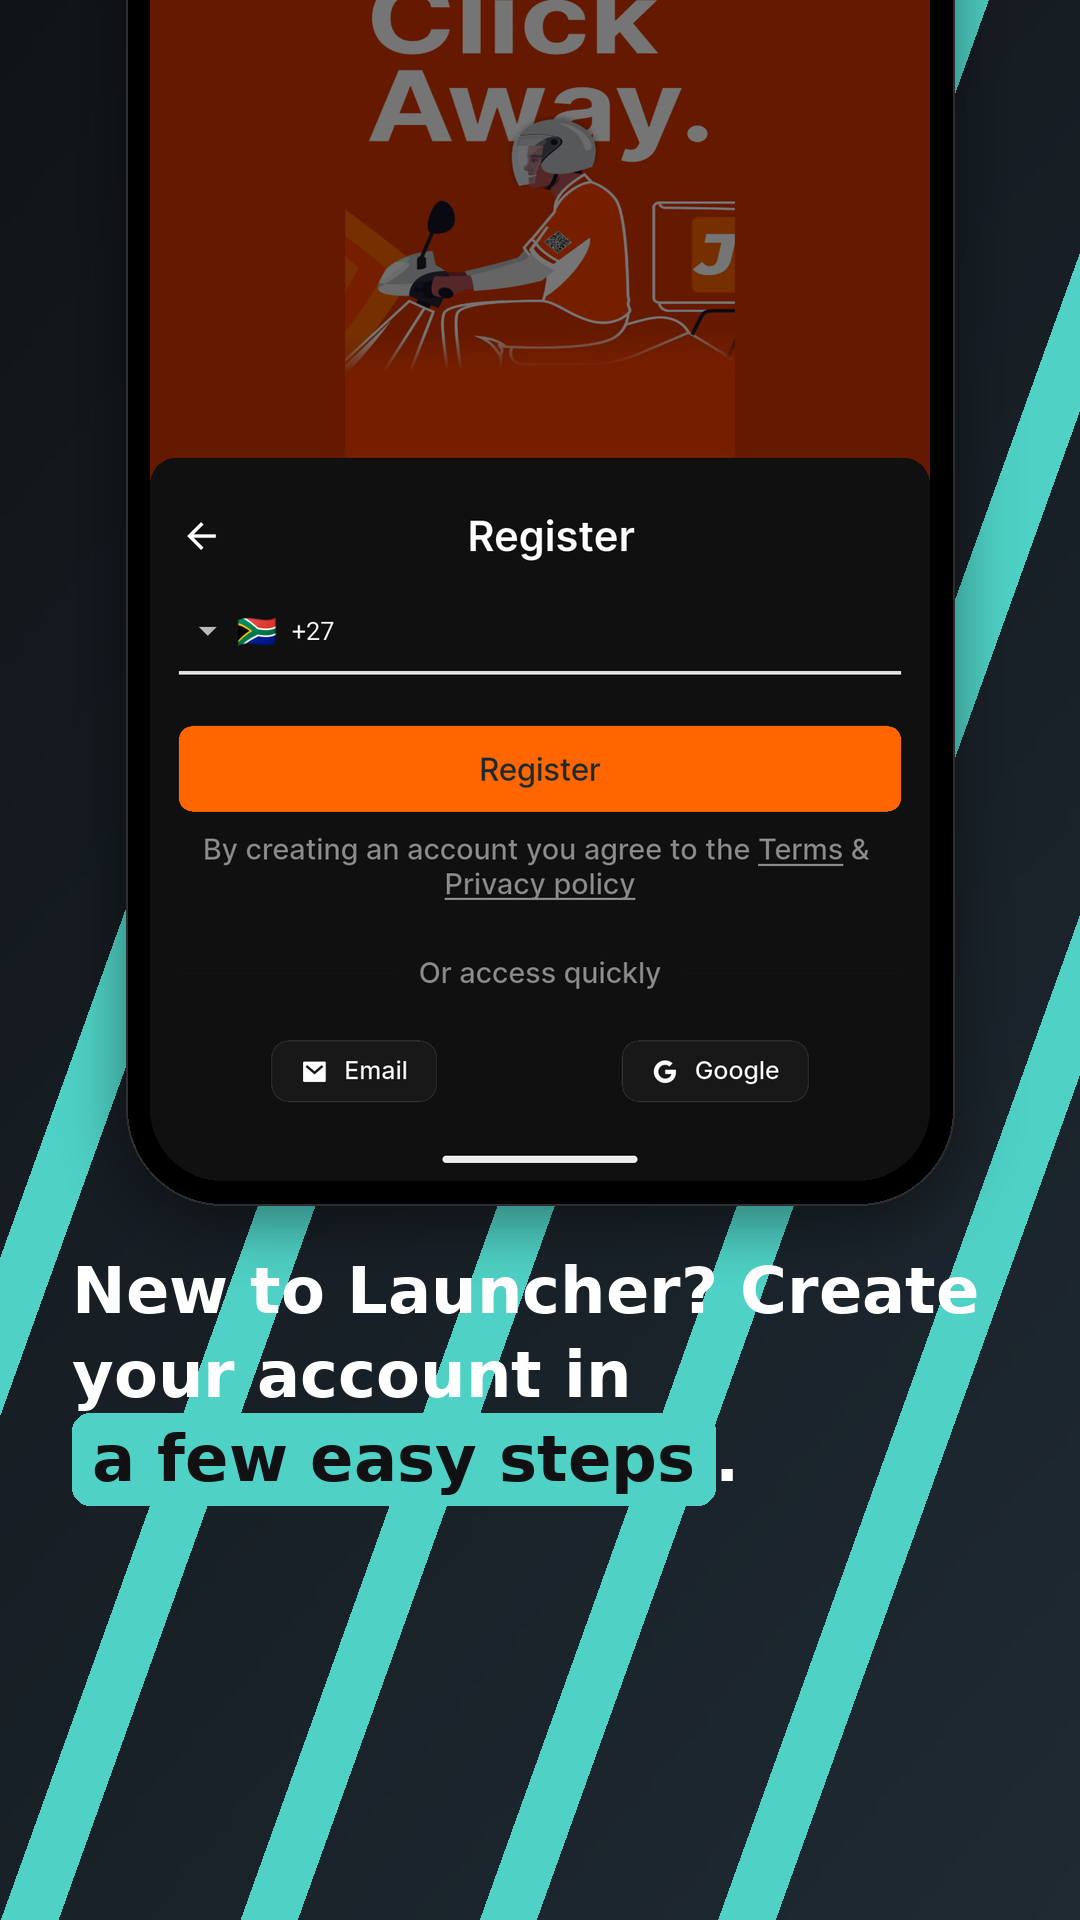 Click
Away.
J
Register
+27
Register
By creating an account you agree to the Terms &
Privacy policy
Or access quickly
Email
Google
New to Launcher? Create
your account in
a few easy steps.